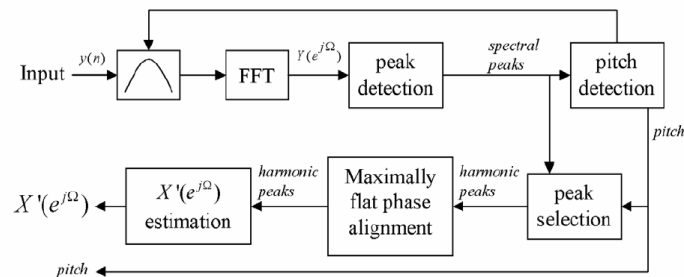 Input
y(n)
FFT
Y(e^{jΩ})
peak
detection
spectral
peaks
pitch
detection
pitch
X'(e^{jΩ})
X'(e^{jΩ})
estimation
harmonic
peaks
Maximally
flat phase
alignment
harmonic
peaks
peak
selection
pitch